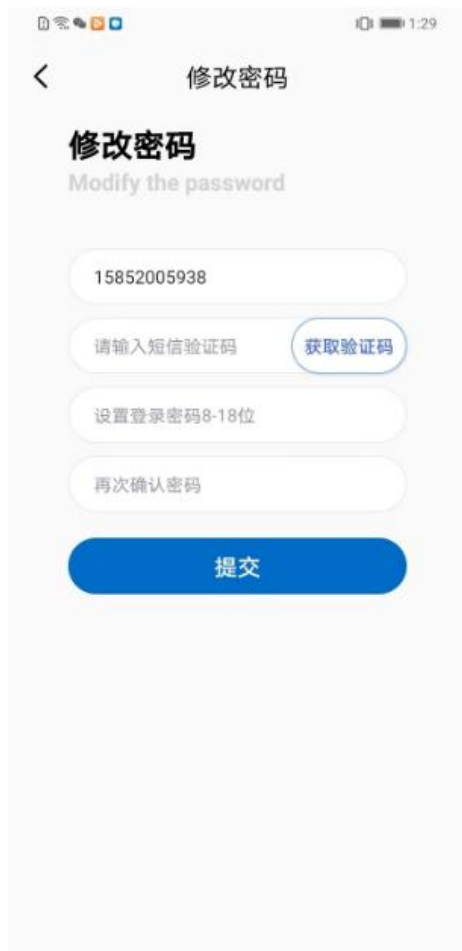 1:29
修改密码
修改密码
Modify the password
15852005938
请输入短信验证码 获取验证码
设置登录密码8-18位
再次确认密码
提交